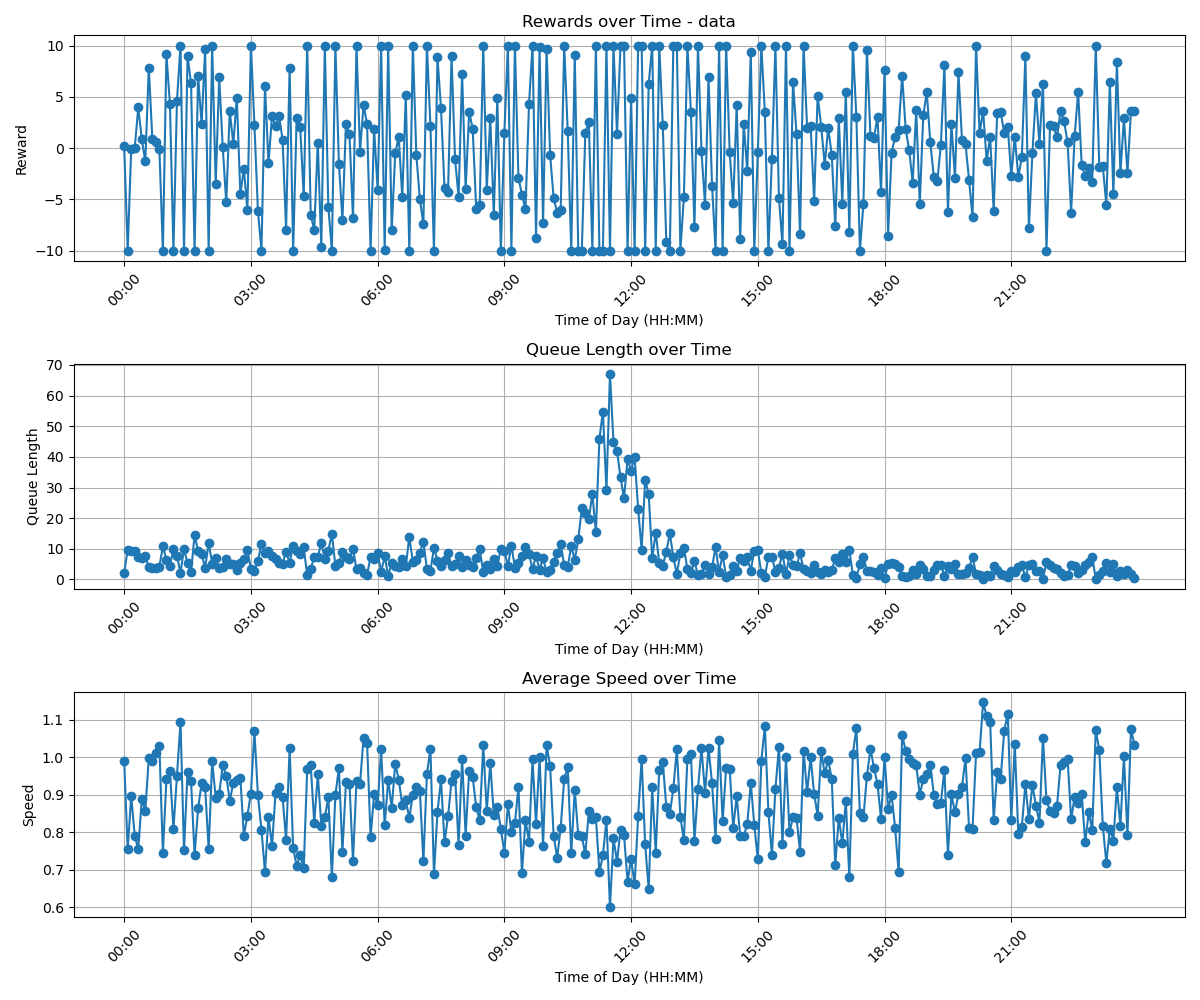 Rewards over Time - data
10
5
0
−5
−10
Reward
00:00 03:00 06:00 09:00 12:00 15:00 18:00 21:00
Time of Day (HH:MM)
Queue Length over Time
70
60
50
40
30
20
10
0
Queue Length
00:00 03:00 06:00 09:00 12:00 15:00 18:00 21:00
Time of Day (HH:MM)
Average Speed over Time
1.1
1.0
0.9
0.8
0.7
0.6
Speed
00:00 03:00 06:00 09:00 12:00 15:00 18:00 21:00
Time of Day (HH:MM)